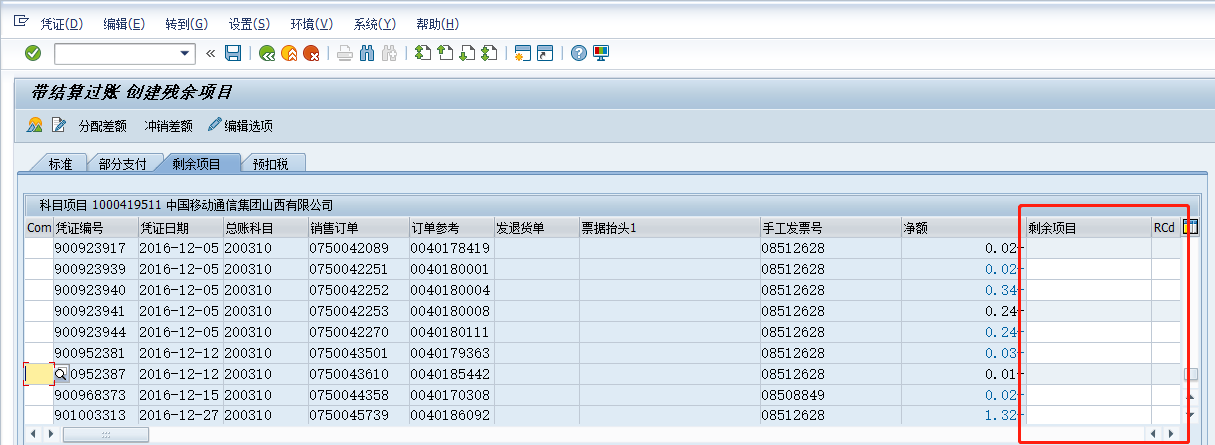 凭证(D) 编辑(E) 转到(G) 设置(S) 环境(V) 系统(Y) 帮助(H)
带结算过账 创建残余项目
分配差额 冲销差额 编辑选项
标准 部分支付 剩余项目 预扣税
科目项目 1000419511 中国移动通信集团山西有限公司
Com 凭证编号 凭证日期 总账科目 销售订单 订单参考 发退货单 票据抬头1 手工发票号 净额 剩余项目 RCd
900923917 2016-12-05 200310 0750042089 0040178419 08512628 0.02-
900923939 2016-12-05 200310 0750042251 0040180001 08512628 0.02-
900923940 2016-12-05 200310 0750042252 0040180004 08512628 0.34-
900923941 2016-12-05 200310 0750042253 0040180008 08512628 0.24-
900923944 2016-12-05 200310 0750042270 0040180111 08512628 0.24-
900952381 2016-12-12 200310 0750043501 0040179363 08512628 0.03-
0952387 2016-12-12 200310 0750043610 0040185442 08512628 0.01-
900968373 2016-12-15 200310 0750044358 0040170308 08508849 0.02-
901003313 2016-12-27 200310 0750045739 0040186092 08512628 1.32-